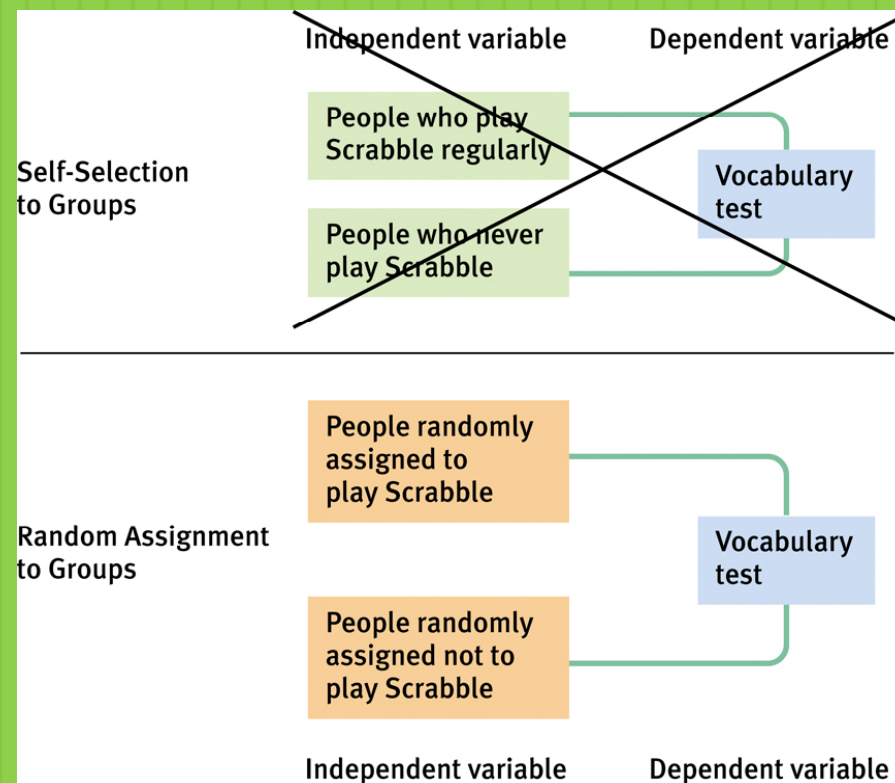 Independent variable
Dependent variable
Self-Selection
to Groups
People who play
Scrabble regularly
People who never
play Scrabble
Vocabulary
test
Random Assignment
to Groups
People randomly
assigned to
play Scrabble
People randomly
assigned not to
play Scrabble
Vocabulary
test
Independent variable
Dependent variable